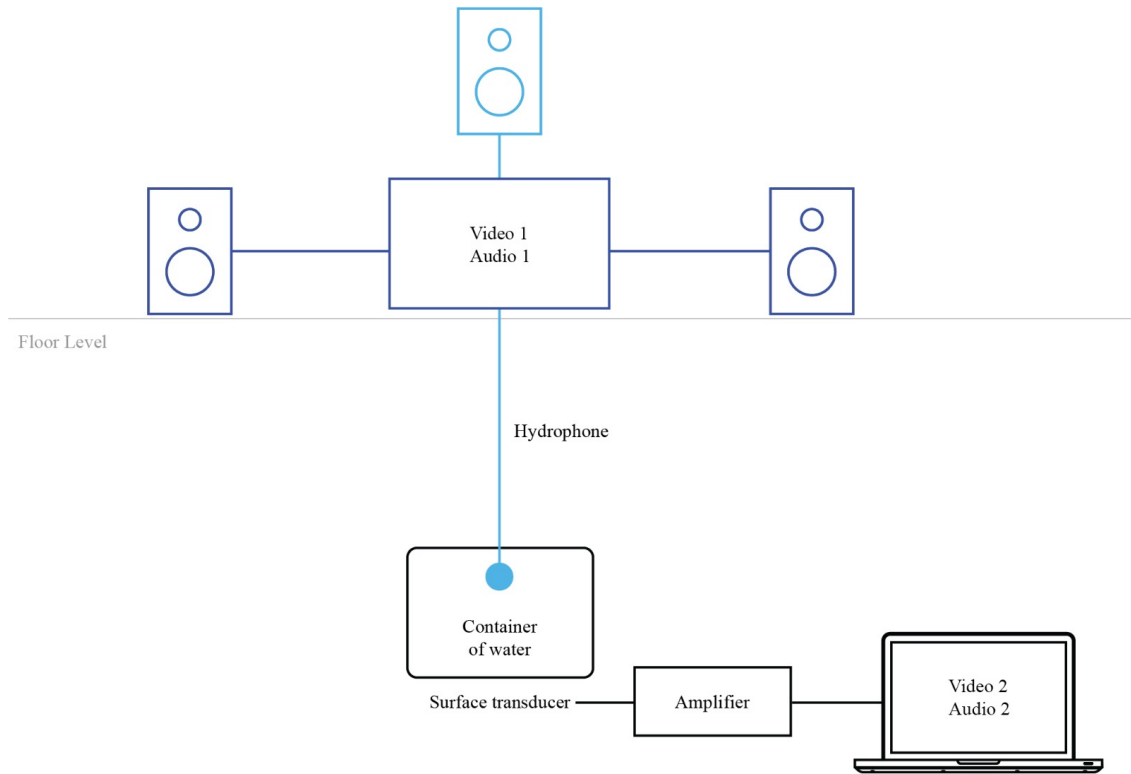 Video 1
Audio 1
Floor Level
Hydrophone
Container
of water
Surface transducer
Amplifier
Video 2
Audio 2